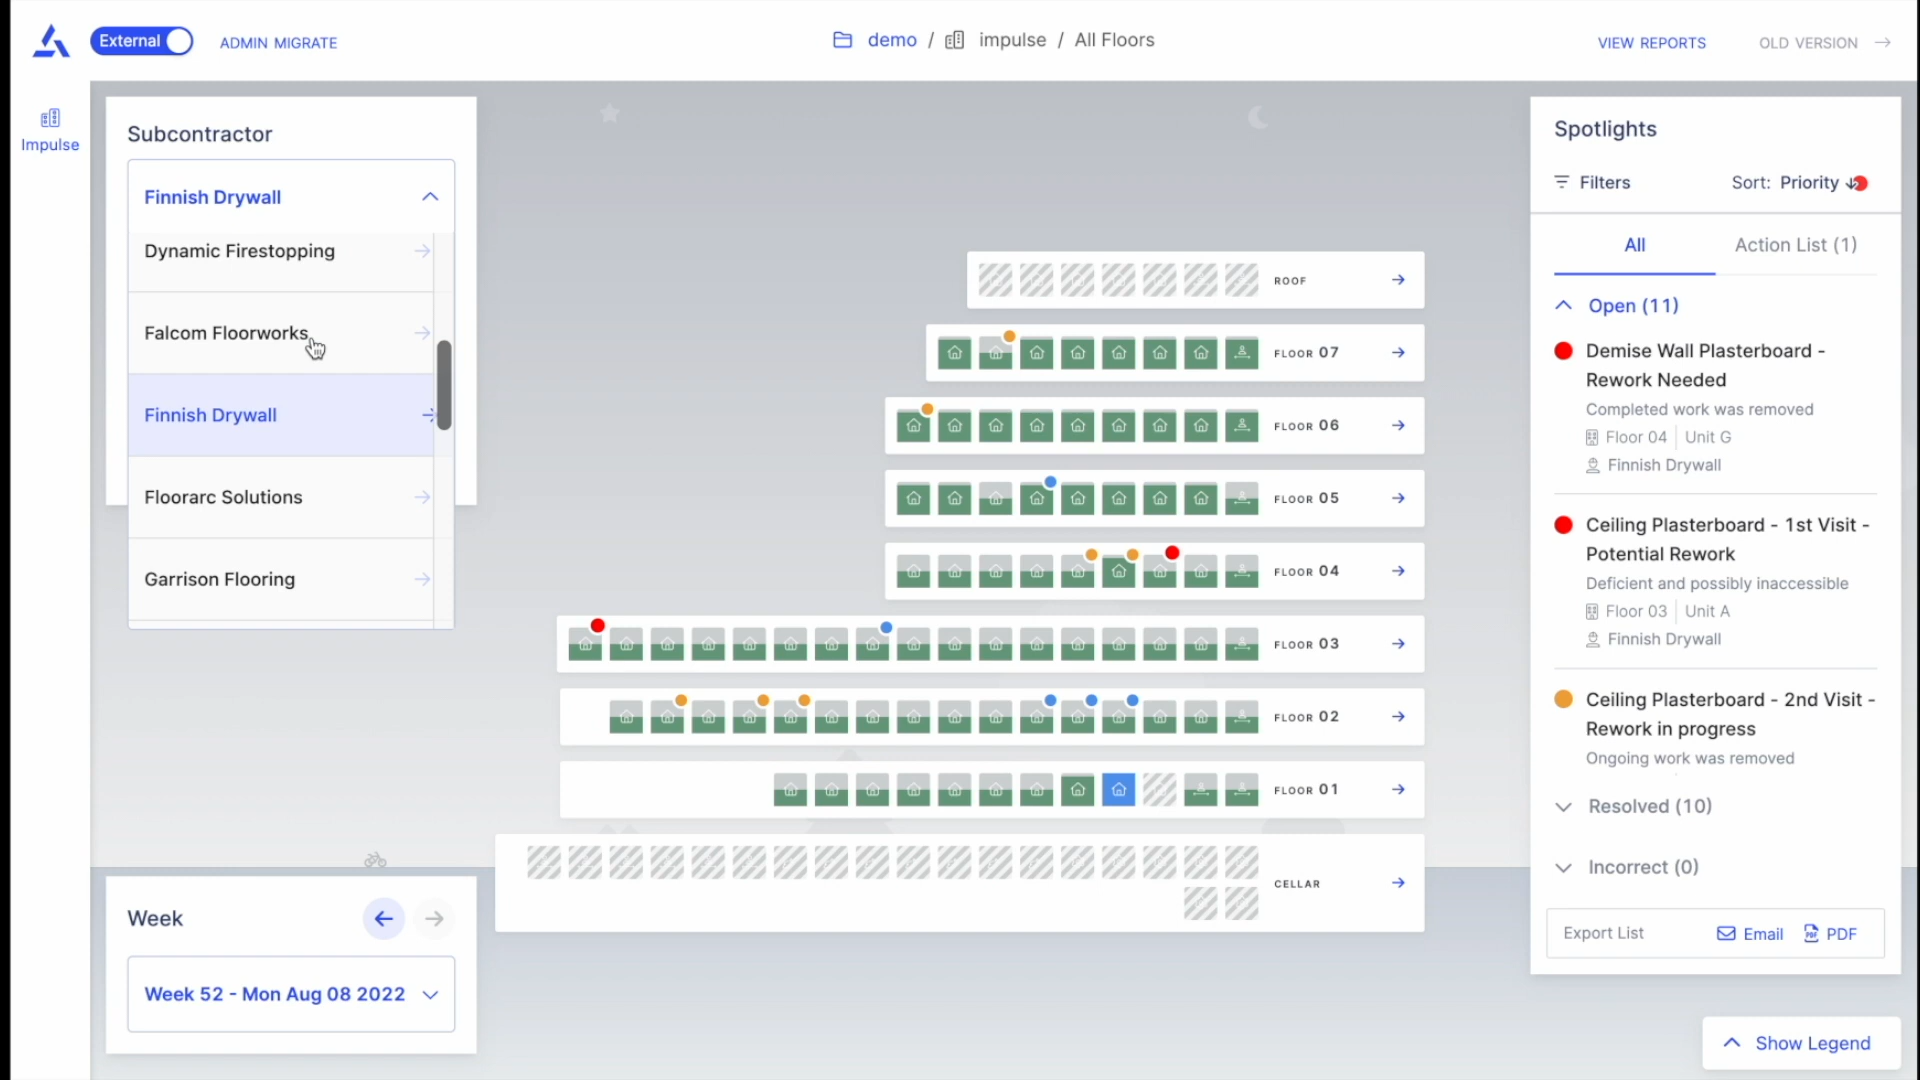 External
ADMIN MIGRATE
demo / impulse / All Floors
VIEW REPORTS
OLD VERSION
Impulse
Subcontractor
Finnish Drywall
Dynamic Firestopping
Falcom Floorworks
Finnish Drywall
Floorarc Solutions
Garrison Flooring
Week
Week 52 - Mon Aug 08 2022
ROOF
FLOOR 07
FLOOR 06
FLOOR 05
FLOOR 04
FLOOR 03
FLOOR 02
FLOOR 01
CELLAR
Spotlights
Filters
Sort: Priority
All
Action List (1)
Open (11)
Demise Wall Plasterboard -
Rework Needed
Completed work was removed
Floor 04 Unit G
Finnish Drywall
Ceiling Plasterboard - 1st Visit -
Potential Rework
Deficient and possibly inaccessible
Floor 03 Unit A
Finnish Drywall
Ceiling Plasterboard - 2nd Visit -
Rework in progress
Ongoing work was removed
Resolved (10)
Incorrect (0)
Export List
Email
PDF
Show Legend